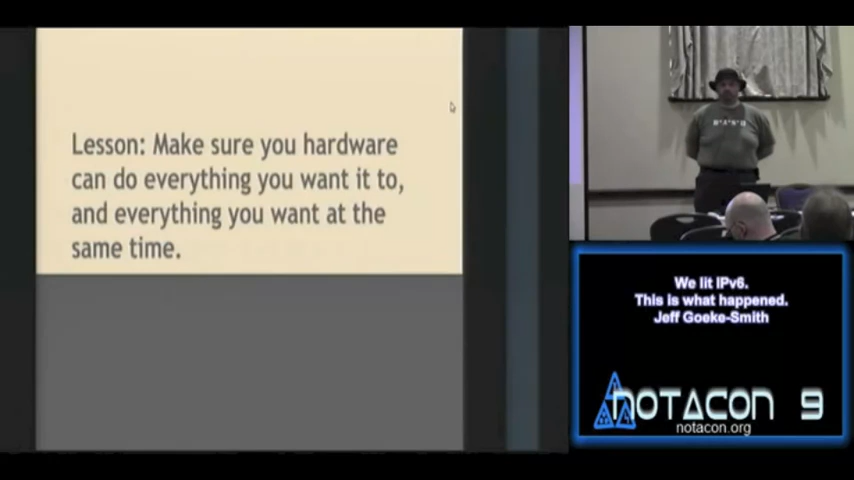 Lesson: Make sure you hardware
can do everything you want it to,
and everything you want at the
same time.
M*A*S*H
We lit IPv6.
This is what happened.
Jeff Goeke-Smith
NOTACON 9
notacon.org